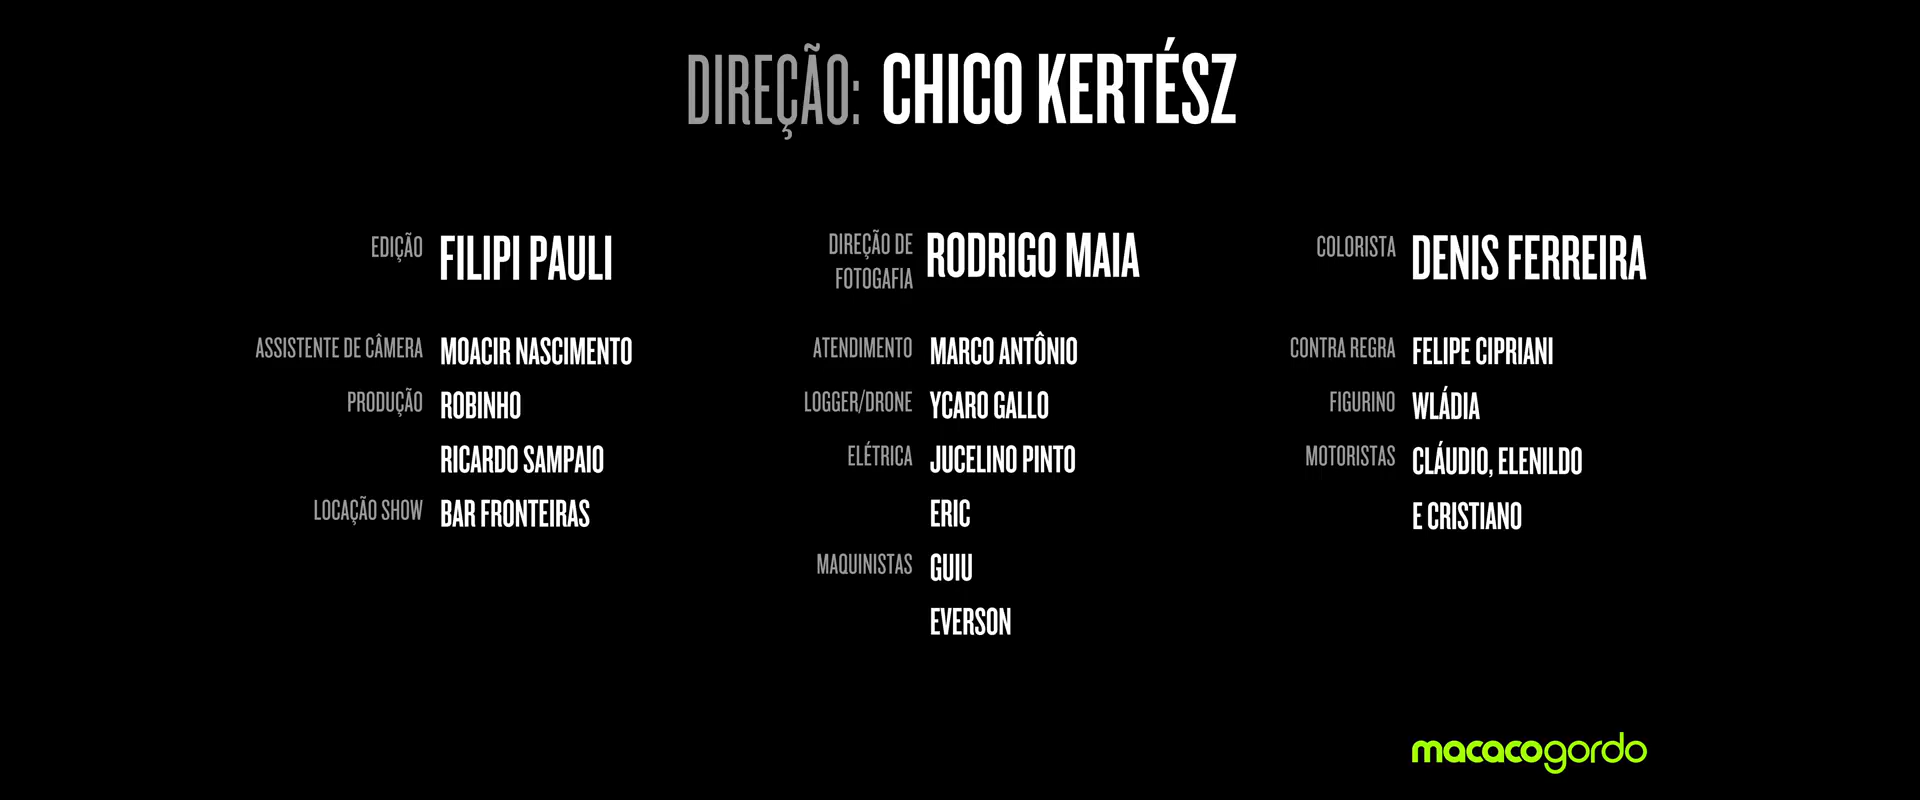 DIREÇÃO: CHICO KERTÉSZ
EDIÇÃO FILIPI PAULI
ASSISTENTE DE CÂMERA MOACIR NASCIMENTO
PRODUÇÃO ROBINHO
RICARDO SAMPAIO
LOCAÇÃO SHOW BAR FRONTEIRAS
DIREÇÃO DE
FOTOGAFIA RODRIGO MAIA
ATENDIMENTO MARCO ANTÔNIO
LOGGER/DRONE YCARO GALLO
ELÉTRICA JUCELINO PINTO
ERIC
MAQUINISTAS GUIU
EVERSON
COLORISTA DENIS FERREIRA
CONTRA REGRA FELIPE CIPRIANI
FIGURINO WLÁDIA
MOTORISTAS CLÁUDIO, ELENILDO
E CRISTIANO
macacogordo